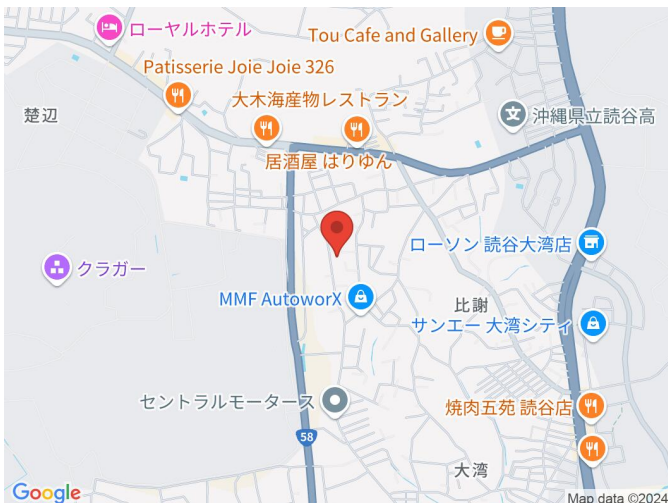 ローヤルホテル
Tou Cafe and Gallery
Patisserie Joie Joie 326
大木海産物レストラン
楚辺
沖縄県立読谷高
居酒屋 はりゆん
ローソン 読谷大湾店
クラガー
MMF AutoworX
比謝
サンエー 大湾シティ
セントラルモータース
焼肉五苑 読谷店
58
大湾
Google
Map data ©2024